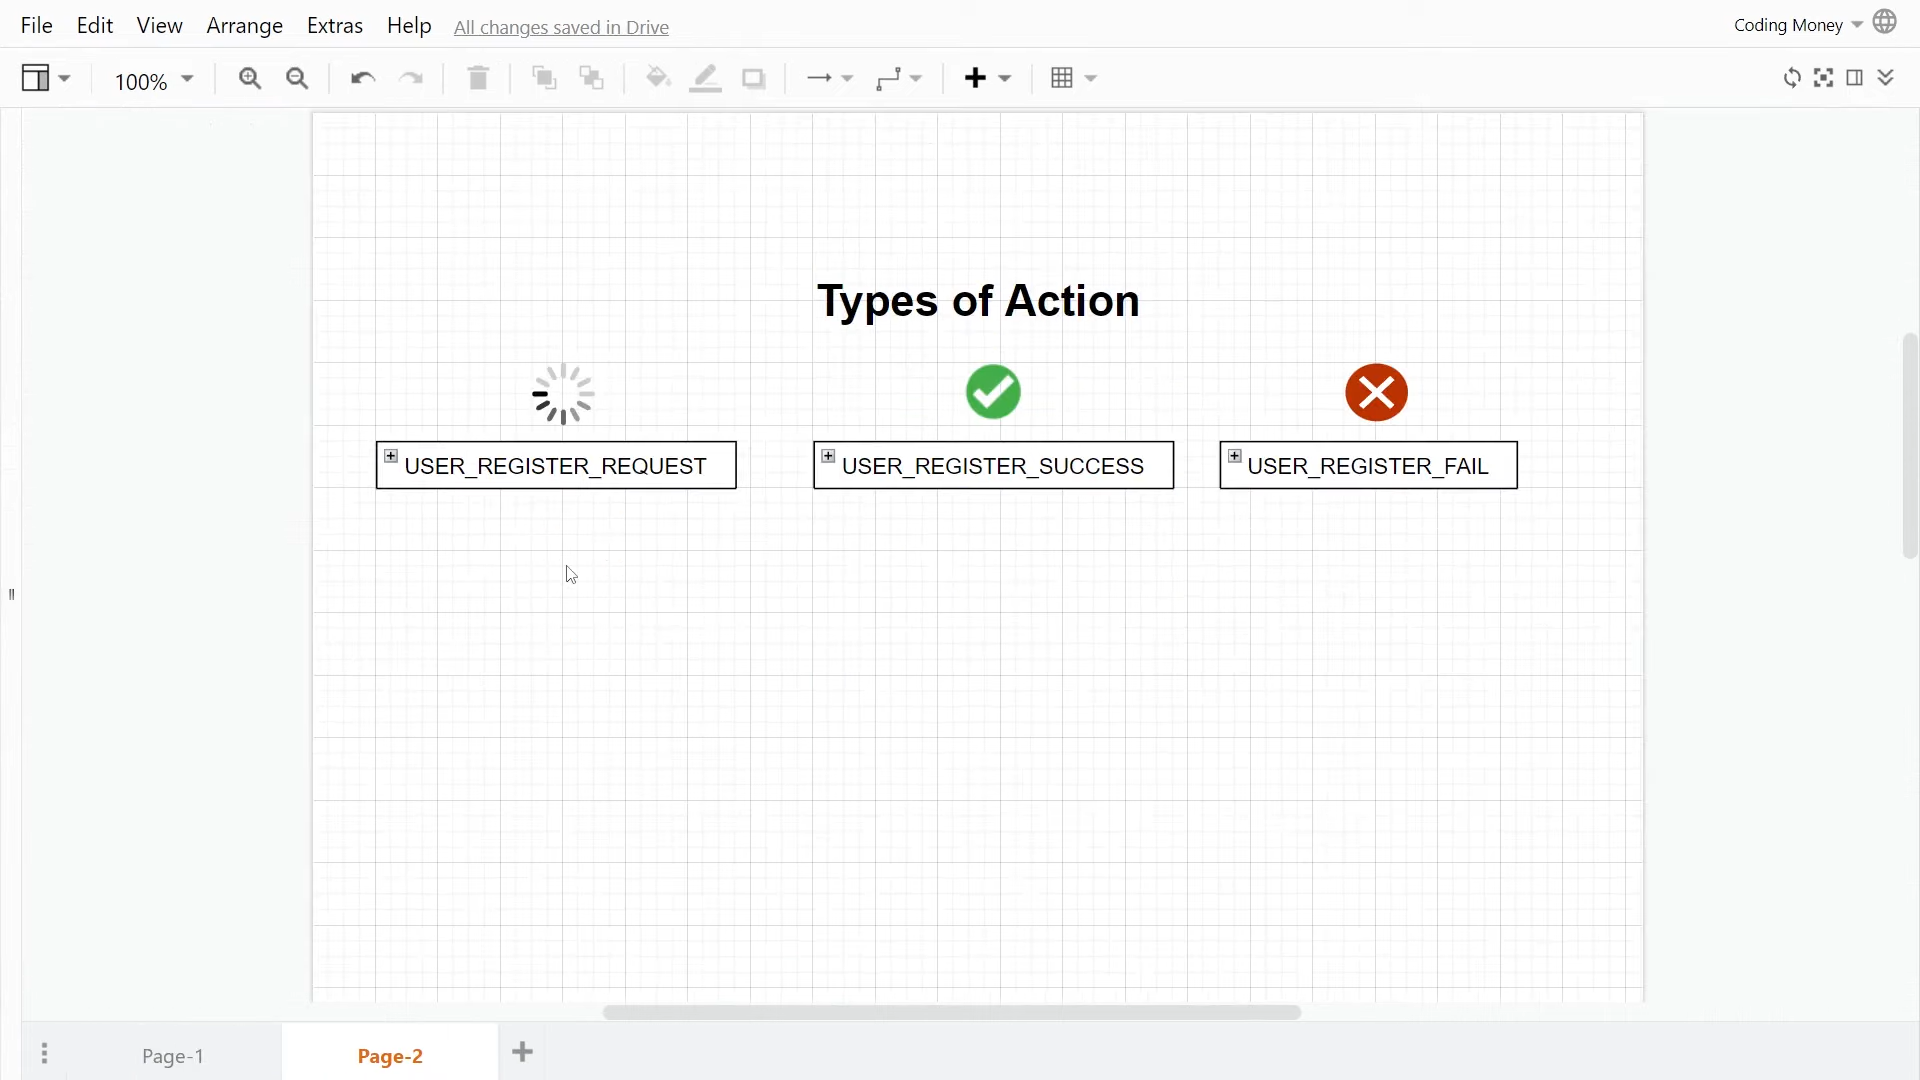 File Edit View Arrange Extras Help All changes saved in Drive Coding Money
100%
Types of Action
USER_REGISTER_REQUEST USER_REGISTER_SUCCESS USER_REGISTER_FAIL
Page-1 Page-2